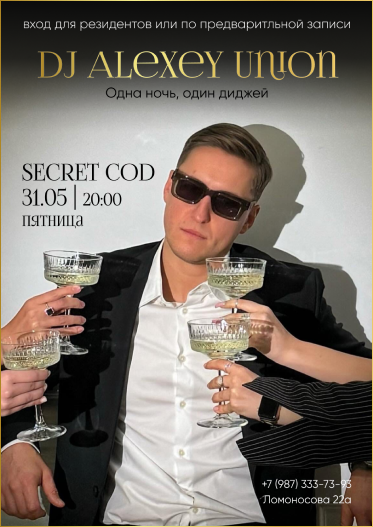 вход для резидентов или по предваритльной записи
DJ ALEXEY UNION
Одна ночь, один диджей
SECRET COD
31.05 | 20:00
пятница
+7 (987) 333-73-93
Ломоносова 22а